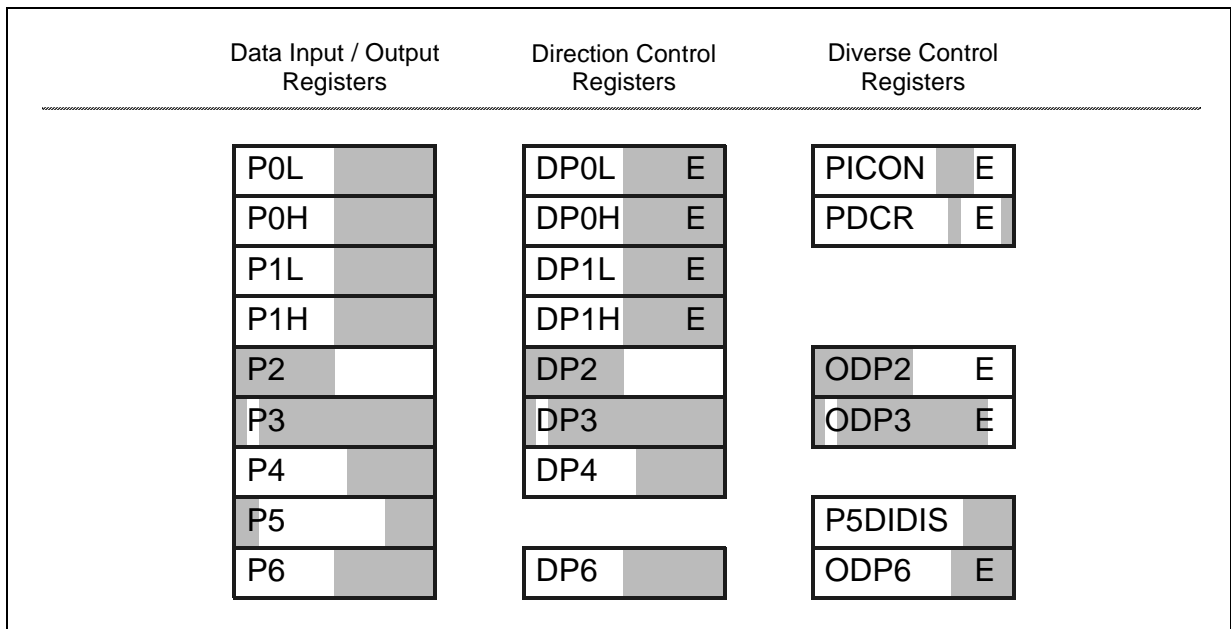 Data Input / Output Direction Control Diverse Control
Registers Registers Registers
P0L DP0L E PICON E
P0H DP0H E PDCR E
P1L DP1L E
P1H DP1H E
P2 DP2 ODP2 E
P3 DP3 ODP3 E
P4 DP4
P5 P5DIDIS
P6 DP6 ODP6 E